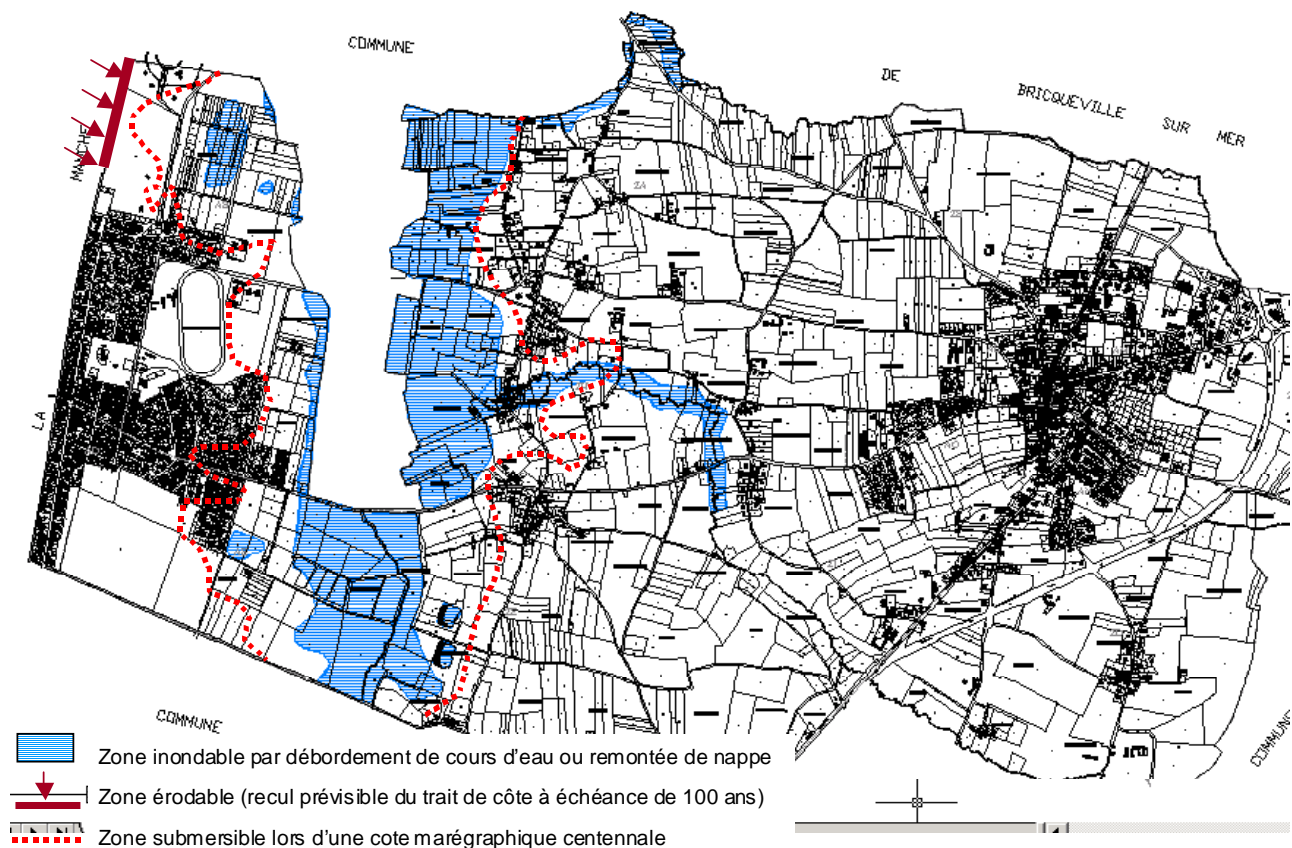 COMMUNE
DE
BRICQUEVILLE SUR MER
LA MANCHE
ZA
COMMUNE
COMMUNE
Zone inondable par débordement de cours d'eau ou remontée de nappe
Zone érodable (recul prévisible du trait de côte à échéance de 100 ans)
Zone submersible lors d'une cote marégraphique centennale